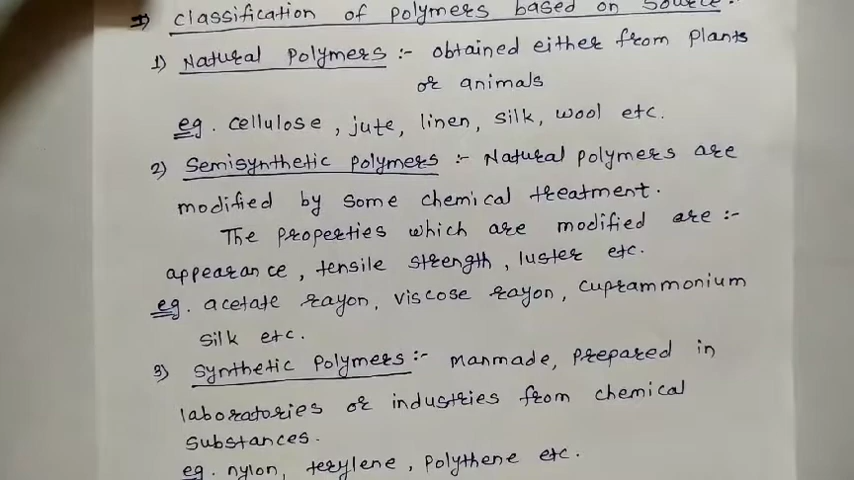 I) Classification of polymers based on source :-
1) Natural polymers :- obtained either from plants
or animals
eg. cellulose, jute, linen, silk, wool etc.
2) Semisynthetic polymers :- Natural polymers are
modified by some chemical treatment.
The properties which are modified are :-
appearance, tensile strength, luster etc.
eg. acetate rayon, viscose rayon, cuprammonium
silk etc.
3) Synthetic Polymers :- manmade, prepared in
laboratories or industries from chemical
substances.
eg. nylon, terylene, polythene etc.